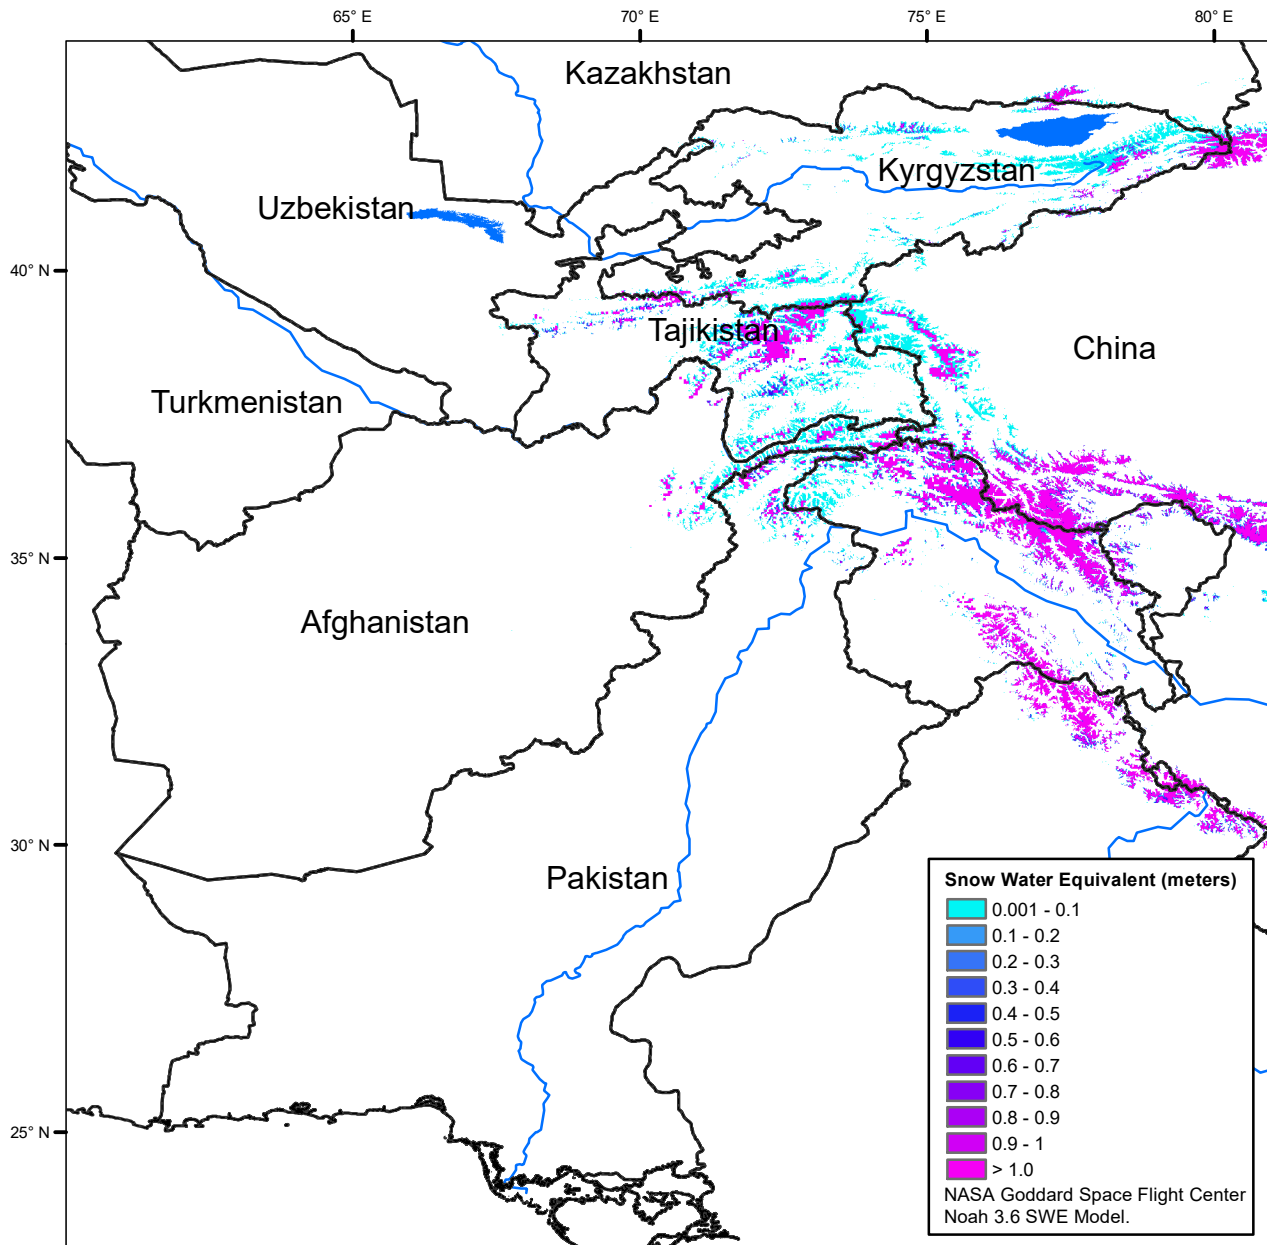 65° E
70° E
75° E
80° E
Kazakhstan
Kyrgyzstan
Uzbekistan
40° N
Tajikistan
China
Turkmenistan
35° N
Afghanistan
30° N
Pakistan
Snow Water Equivalent (meters)
0.001 - 0.1
0.1 - 0.2
0.2 - 0.3
0.3 - 0.4
0.4 - 0.5
0.5 - 0.6
0.6 - 0.7
0.7 - 0.8
0.8 - 0.9
0.9 - 1
> 1.0
NASA Goddard Space Flight Center
Noah 3.6 SWE Model.
25° N